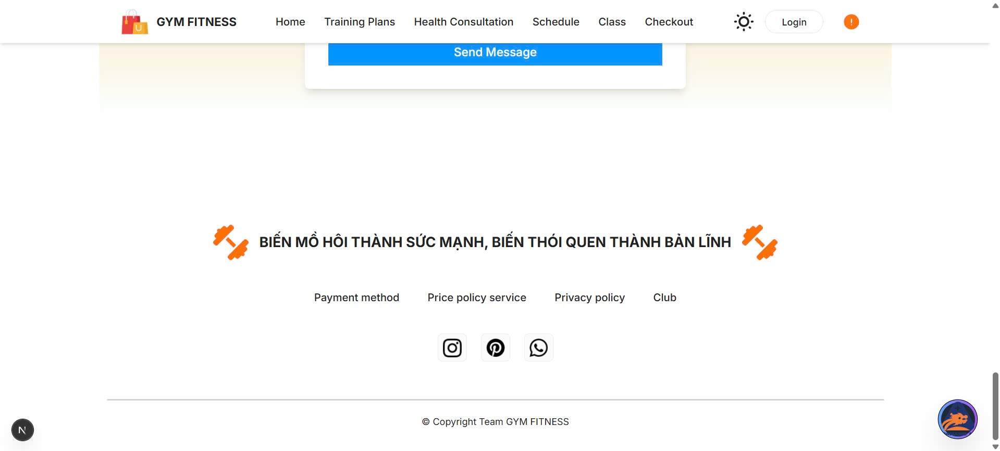 GYM FITNESS
Home
Training Plans
Health Consultation
Schedule
Class
Checkout
Login
Send Message
BIẾN MỒ HÔI THÀNH SỨC MẠNH, BIẾN THÓI QUEN THÀNH BẢN LĨNH
Payment method
Price policy service
Privacy policy
Club
© Copyright Team GYM FITNESS
N